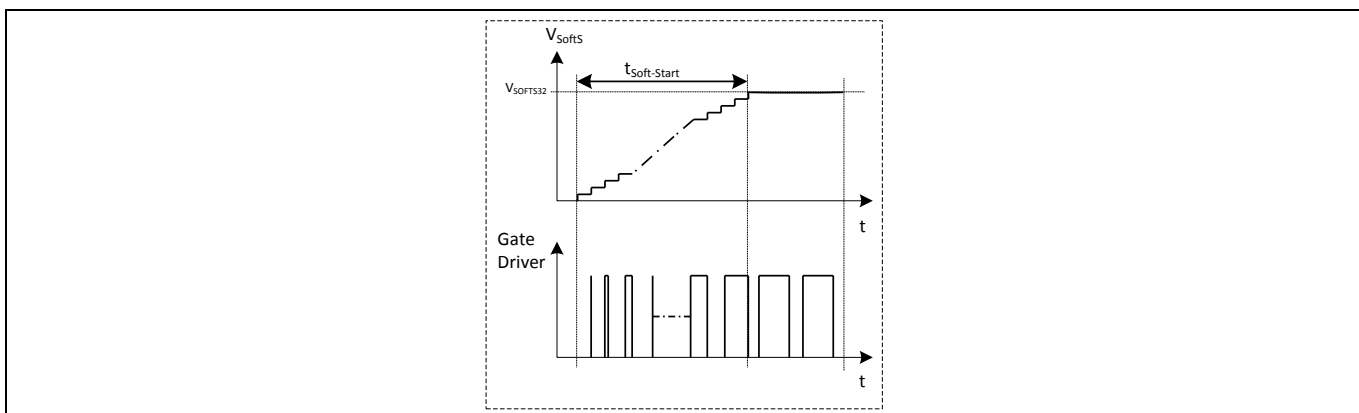 VSoftS
tSoft-Start
VSOFTS32
t
Gate
Driver
t